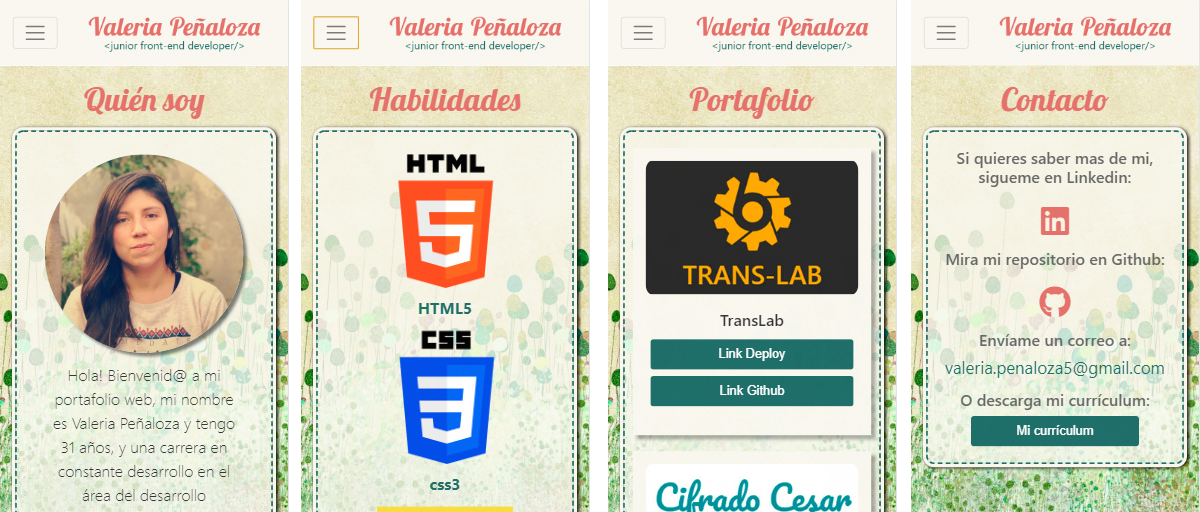 Valeria Peñaloza
<junior front-end developer/>
Quién soy
Hola! Bienvenid@ a mi
portafolio web, mi nombre
es Valeria Peñaloza y tengo
31 años, y una carrera en
constante desarrollo en el
área del desarrollo
Valeria Peñaloza
<junior front-end developer/>
Habilidades
HTML
5
HTML5
CSS
3
css3
Valeria Peñaloza
<junior front-end developer/>
Portafolio
TRANS-LAB
TransLab
Link Deploy
Link Github
Cifrado Cesar
Valeria Peñaloza
<junior front-end developer/>
Contacto
Si quieres saber mas de mi,
sigueme en Linkedin:
in
Mira mi repositorio en Github:
Envíame un correo a:
valeria.penaloza5@gmail.com
O descarga mi currículum:
Mi currículum